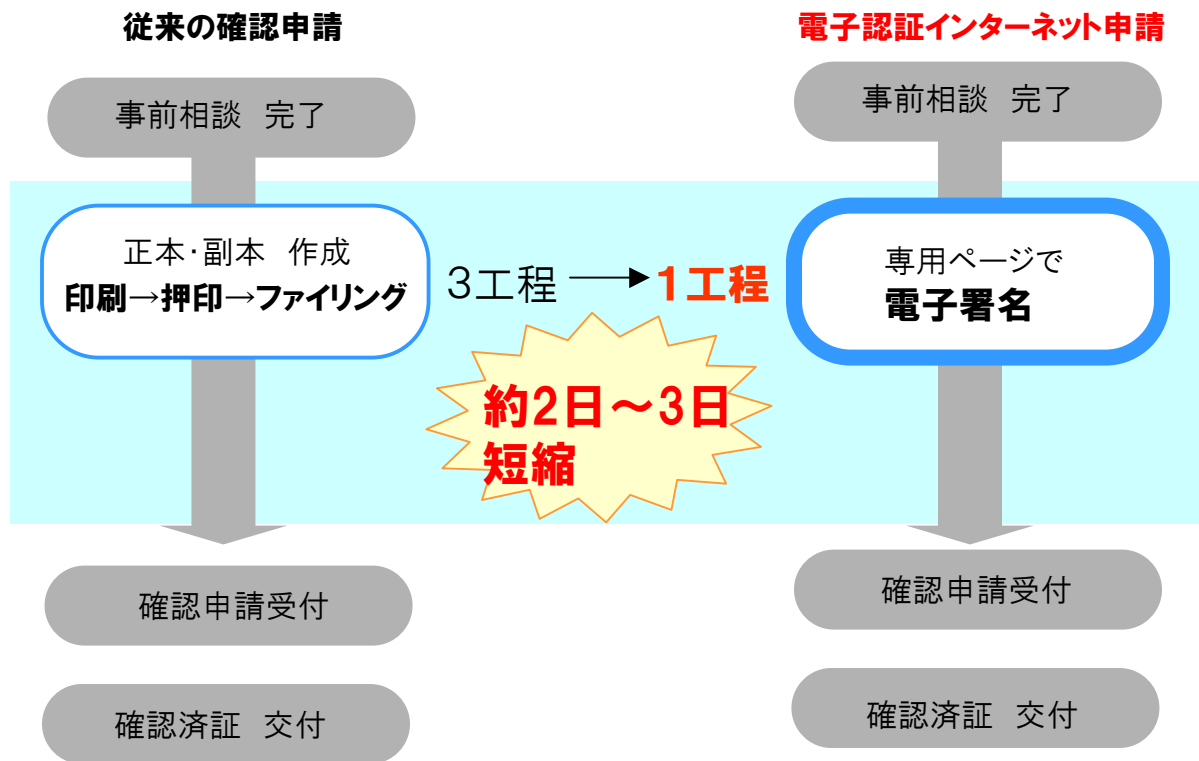 従来の確認申請
電子認証インターネット申請
事前相談 完了
事前相談 完了
正本・副本 作成
印刷→押印→ファイリング
3工程
1工程
専用ページで
電子署名
約2日～3日
短縮
確認申請受付
確認申請受付
確認済証 交付
確認済証 交付